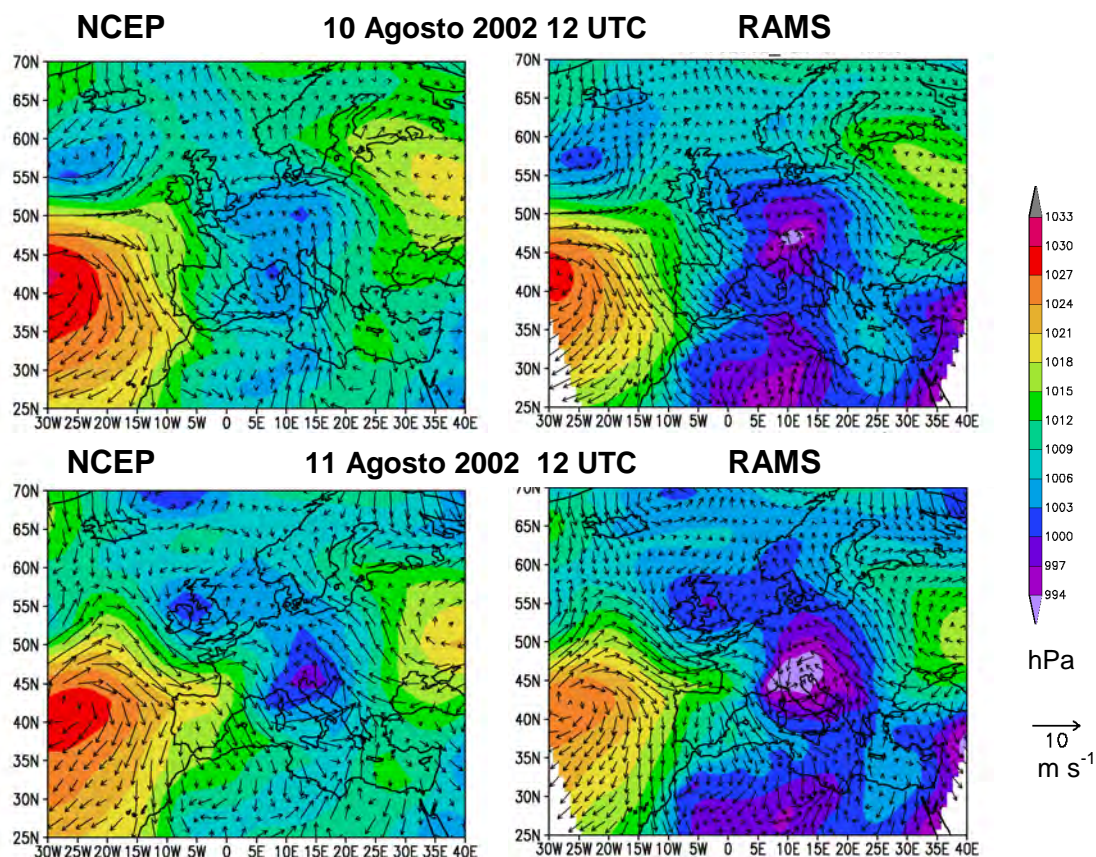 NCEP 10 Agosto 2002 12 UTC RAMS
70N 70N
65N 65N
60N 60N
55N 55N
50N 50N
45N 45N
40N 40N
35N 35N
30N 30N
25N 25N
30W 25W 20W 15W 10W 5W 0 5E 10E 15E 20E 25E 30E 35E 40E 30W 25W 20W 15W 10W 5W 0 5E 10E 15E 20E 25E 30E 35E 40E
NCEP 11 Agosto 2002 12 UTC RAMS
70N 70N
65N 65N
60N 60N
55N 55N
50N 50N
45N 45N
40N 40N
35N 35N
30N 30N
25N 25N
30W 25W 20W 15W 10W 5W 0 5E 10E 15E 20E 25E 30E 35E 40E 30W 25W 20W 15W 10W 5W 0 5E 10E 15E 20E 25E 30E 35E 40E
1033
1030
1027
1024
1021
1018
1015
1012
1009
1006
1003
1000
997
994
hPa
10
m s⁻¹